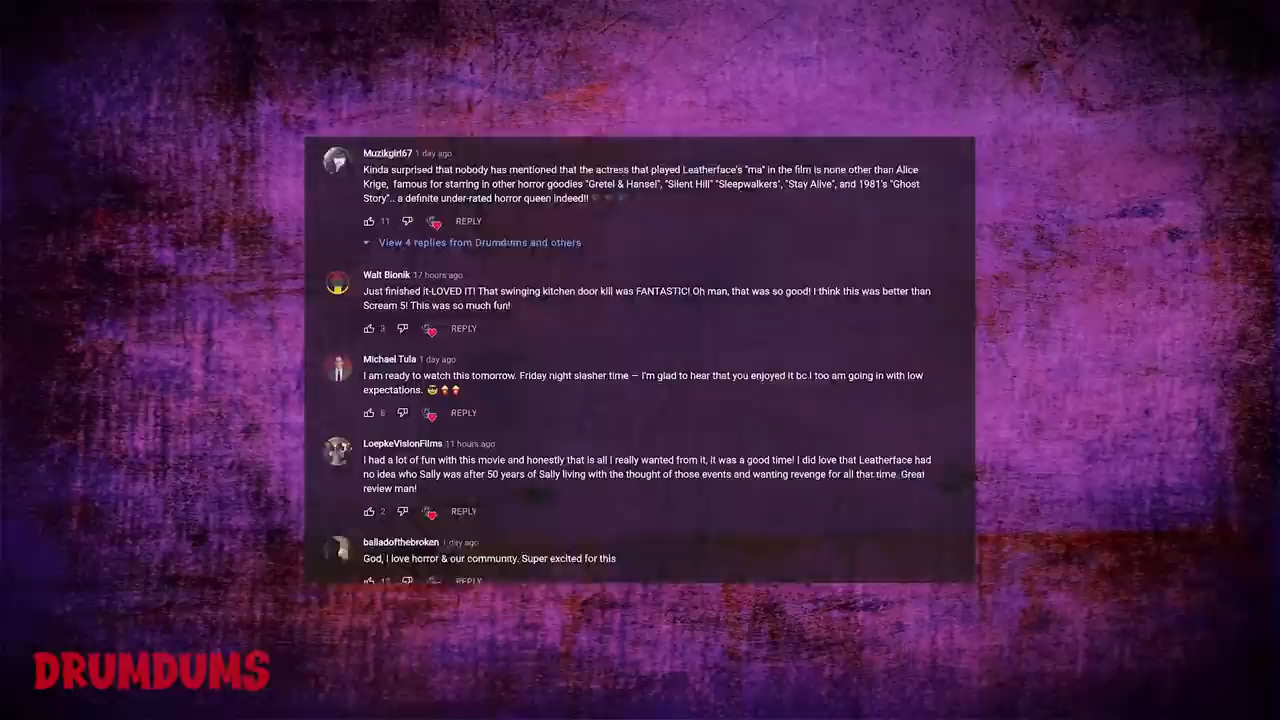 Muzikgirl67 1 day ago
Kinda surprised that nobody has mentioned that the actress that played Leatherface's "ma" in the film is none other than Alice
Krige, famous for starring in other horror goodies "Gretel & Hansel", "Silent Hill" "Sleepwalkers', "Stay Alive", and 1981's "Ghost
Story".. a definite under-rated horror queen indeed!!
11 REPLY
View 4 replies from Drumdums and others
Walt Bionik 17 hours ago
Just finished it-LOVED IT! That swinging kitchen door kill was FANTASTIC! Oh man, that was so good! I think this was better than
Scream 5! This was so much fun!
3 REPLY
Michael Tula 1 day ago
I am ready to watch this tomorrow. Friday night slasher time — I'm glad to hear that you enjoyed it bc I too am going in with low
expectations. 😎🍿🍿
REPLY
LoepkeVisionFilms 11 hours ago
I had a lot of fun with this movie and honestly that is all I really wanted from it, it was a good time! I did love that Leatherface had
no idea who Sally was after 50 years of Sally living with the thought of those events and wanting revenge for all that time. Great
review man!
2 REPLY
balladofthebroken 1 day ago
God, I love horror & our community. Super excited for this
REPLY
DRUMDUMS